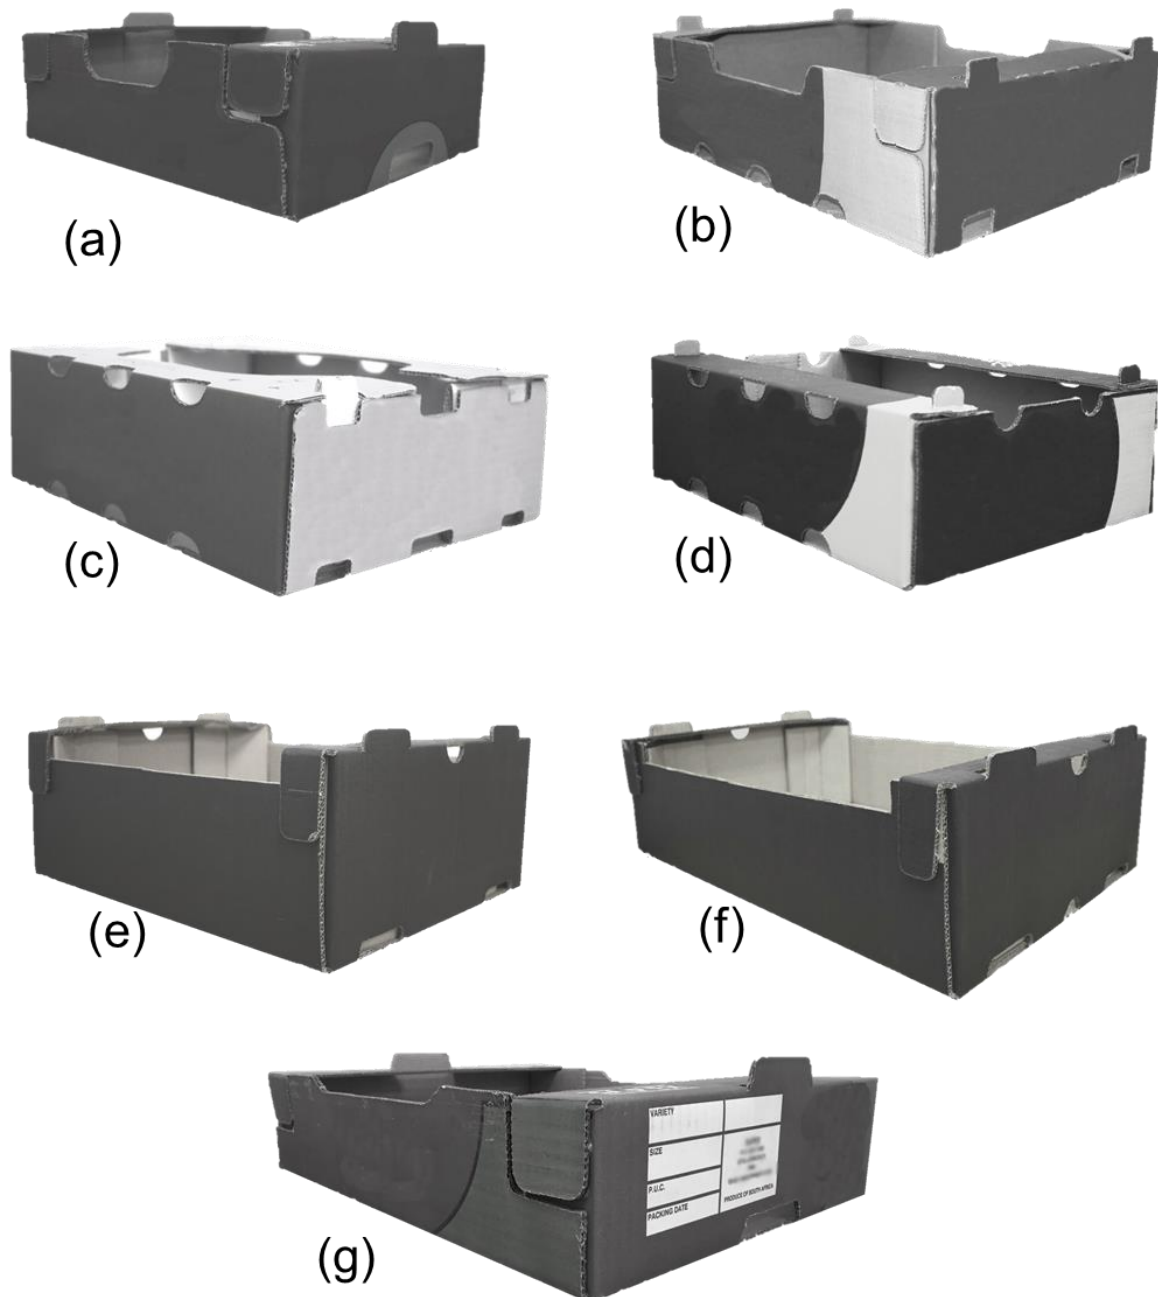 (a)
(b)
(c)
(d)
(e)
(f)
VARIETY
SIZE
P.U.C.
PRODUCE OF SOUTH AFRICA
PACKING DATE
(g)